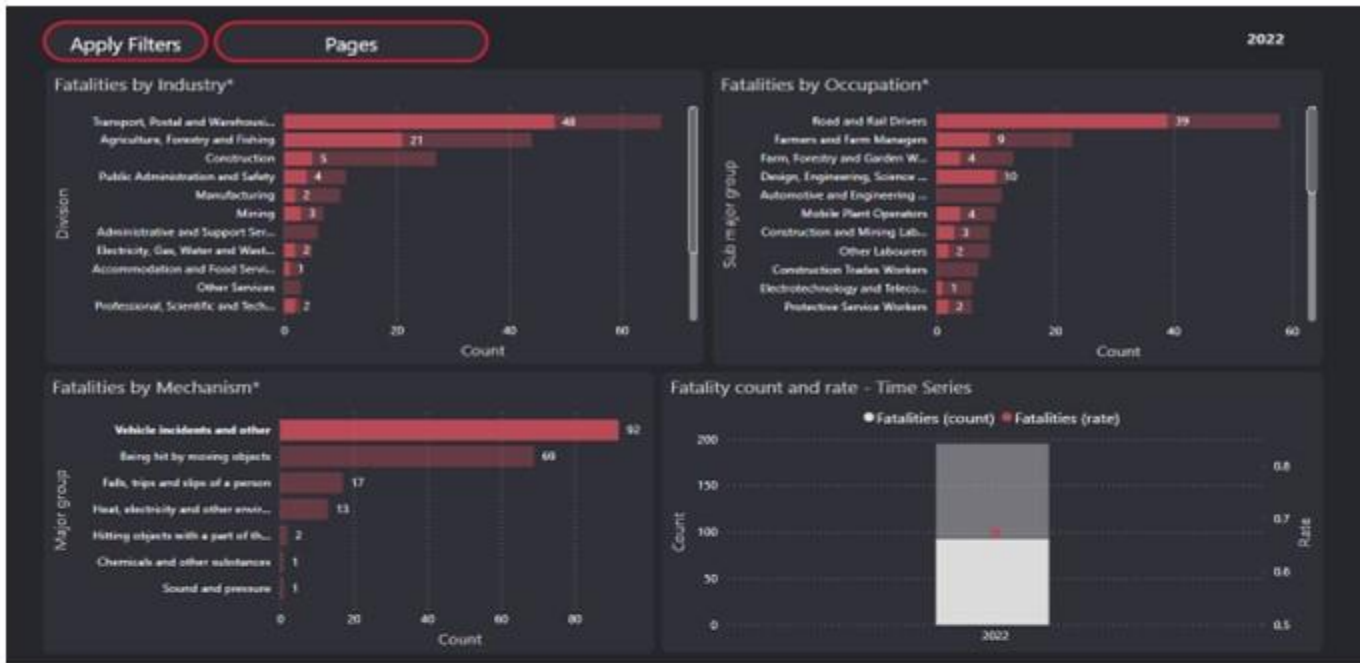 Apply Filters
Pages
2022
Fatalities by Industry*
Division
Transport, Postal and Warehousi... 48
Agriculture, Forestry and Fishing 21
Construction 5
Public Administration and Safety 4
Manufacturing 2
Mining 3
Administrative and Support Ser...
Electricity, Gas, Water and Wast... 2
Accommodation and Food Servi... 1
Other Services
Professional, Scientific and Tech... 2
0 20 40 60
Count
Fatalities by Occupation*
Sub major group
Road and Rail Drivers 39
Farmers and Farm Managers 9
Farm, Forestry and Garden W... 4
Design, Engineering, Science ... 10
Automotive and Engineering ...
Mobile Plant Operators 4
Construction and Mining Lab... 3
Other Labourers 2
Construction Trades Workers
Electrotechnology and Teleco... 1
Protective Service Workers 2
0 20 40 60
Count
Fatalities by Mechanism*
Major group
Vehicle incidents and other 92
Being hit by moving objects 69
Falls, trips and slips of a person 17
Heat, electricity and other envir... 13
Hitting objects with a part of th... 2
Chemicals and other substances 1
Sound and pressure 1
0 20 40 60 80
Count
Fatality count and rate - Time Series
Fatalities (count) Fatalities (rate)
Count
200
150
100
50
0
2022
0.8
0.7
0.6
0.5
Rate